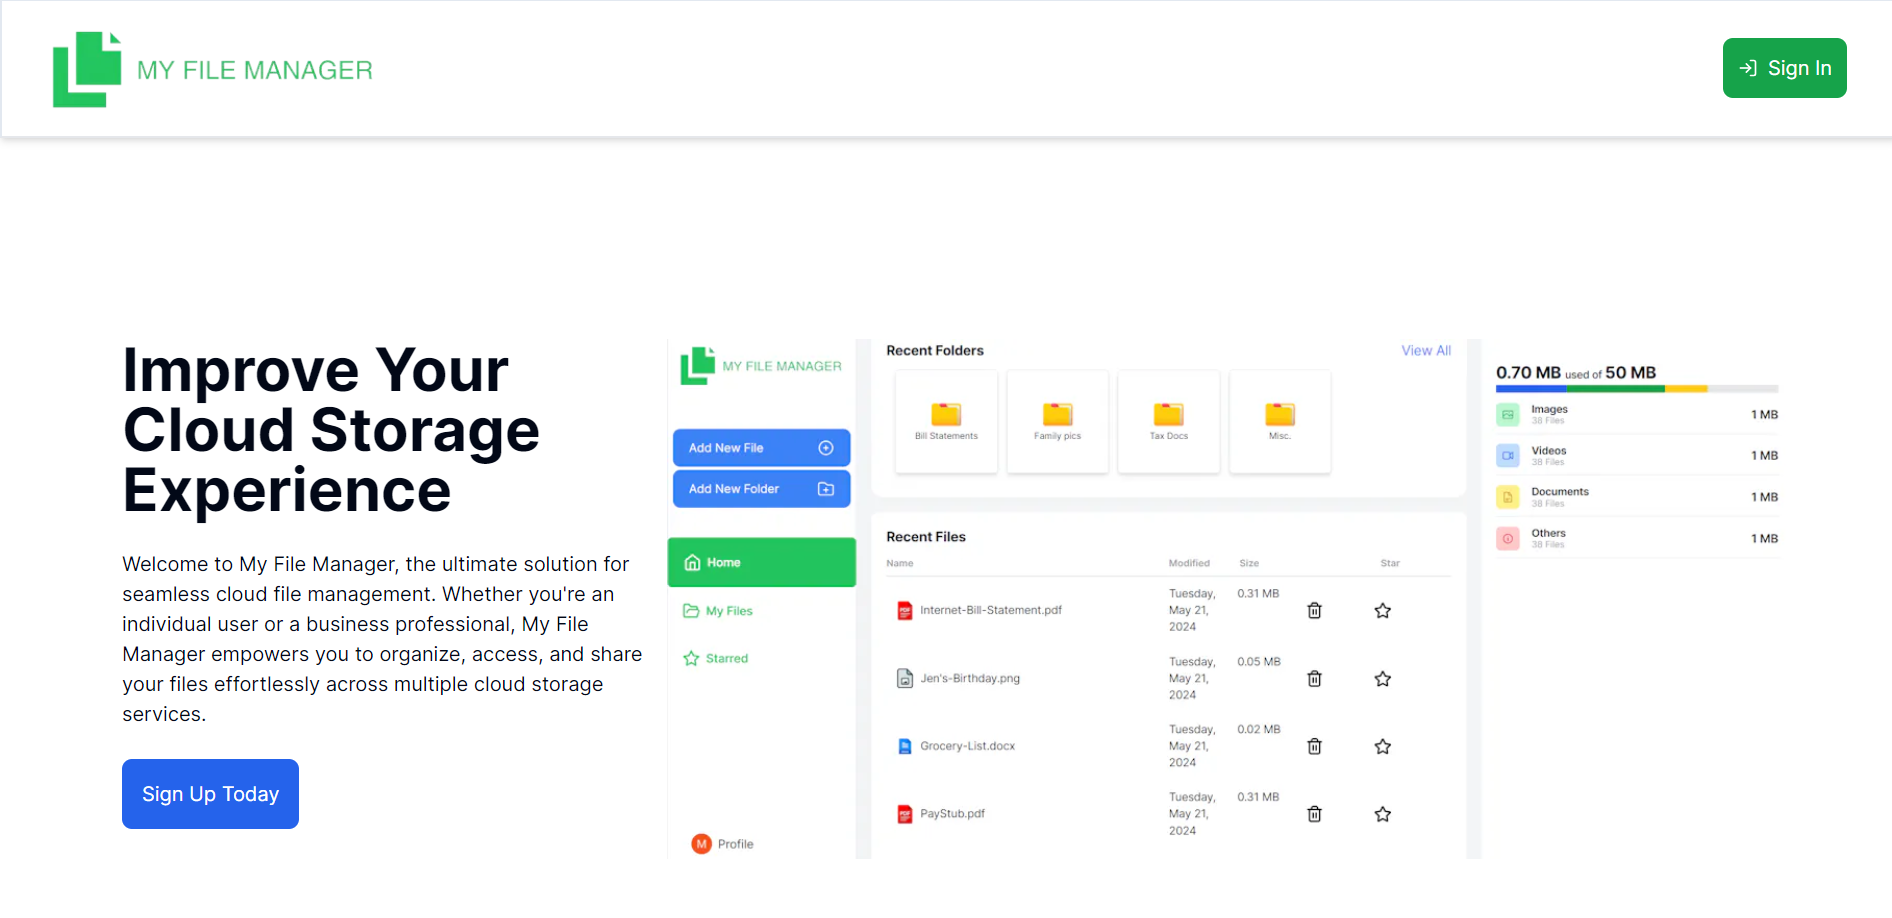 MY FILE MANAGER
Sign In
Improve Your
Cloud Storage
Experience
Welcome to My File Manager, the ultimate solution for
seamless cloud file management. Whether you're an
individual user or a business professional, My File
Manager empowers you to organize, access, and share
your files effortlessly across multiple cloud storage
services.
Sign Up Today
MY FILE MANAGER
Add New File
Add New Folder
Home
My Files
Starred
M Profile
Recent Folders View All
Bill Statements Family pics Tax Docs Misc.
Recent Files
Name Modified Size Star
Internet-Bill-Statement.pdf Tuesday, 0.31 MB
May 21,
2024
Jen's-Birthday.png Tuesday, 0.05 MB
May 21,
2024
Grocery-List.docx Tuesday, 0.02 MB
May 21,
2024
PayStub.pdf Tuesday, 0.31 MB
May 21,
2024
0.70 MB used of 50 MB
Images 1 MB
38 Files
Videos 1 MB
38 Files
Documents 1 MB
38 Files
Others 1 MB
38 Files